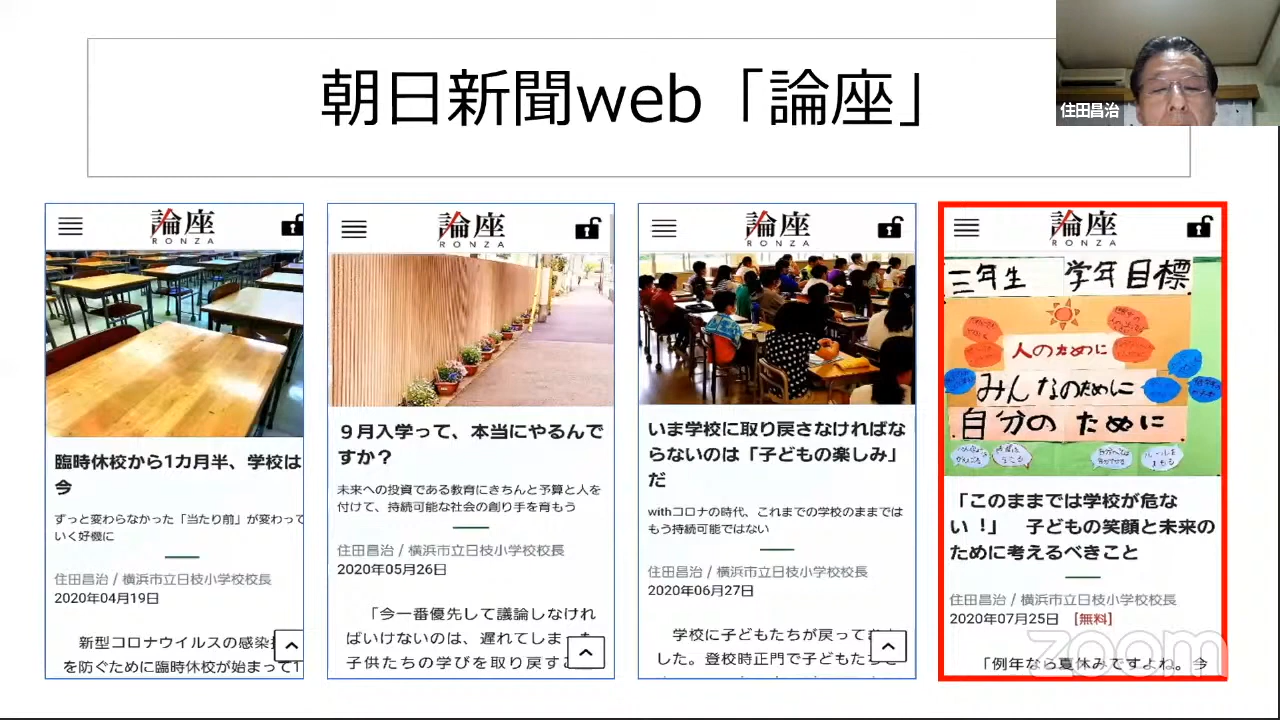 朝日新聞web「論座」
住田昌治
論座
RONZA
臨時休校から1カ月半、学校は
今
ずっと変わらなかった「当たり前」が変わって
いく好機に
住田昌治 / 横浜市立日枝小学校校長
2020年04月19日
新型コロナウイルスの感染
を防ぐために臨時休校が始まって1
論座
RONZA
９月入学って、本当にやるんで
すか？
未来への投資である教育にきちんと予算と人を
付けて、持続可能な社会の創り手を育もう
住田昌治 / 横浜市立日枝小学校校長
2020年05月26日
「今一番優先して議論しなけれ
ばいけないのは、遅れてしま
子供たちの学びを取り戻す
論座
RONZA
いま学校に取り戻さなければな
らないのは「子どもの楽しみ」
だ
withコロナの時代、これまでの学校のままでは
もう持続可能ではない
住田昌治 / 横浜市立日枝小学校校長
2020年06月27日
学校に子どもたちが戻って
した。登校時正門で子どもた
論座
RONZA
三年生 学年目標
人のために
みんなのために
自分のために
「このままでは学校が危な
い！」 子どもの笑顔と未来の
ために考えるべきこと
住田昌治 / 横浜市立日枝小学校校長
2020年07月25日 [無料]
「例年なら夏休みですよね。今
zoom